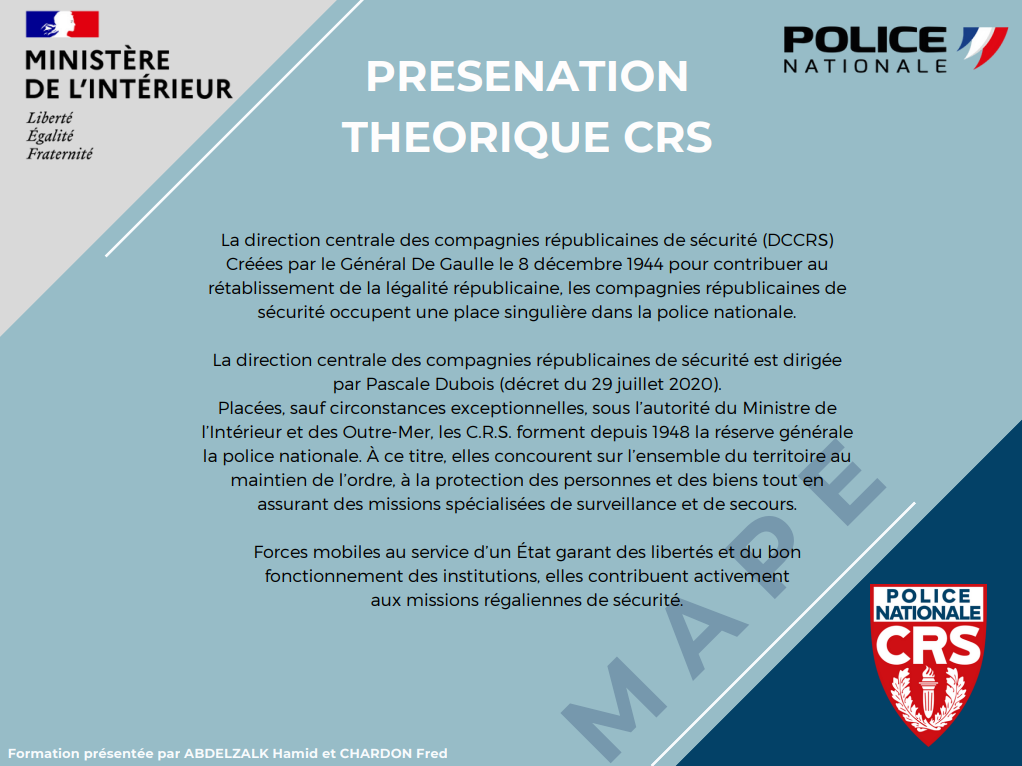 MINISTÈRE
DE L'INTÉRIEUR
Liberté
Égalité
Fraternité
POLICE
NATIONALE
PRESENATION
THEORIQUE CRS
La direction centrale des compagnies républicaines de sécurité (DCCRS)
Créées par le Général De Gaulle le 8 décembre 1944 pour contribuer au
rétablissement de la légalité républicaine, les compagnies républicaines de
sécurité occupent une place singulière dans la police nationale.
La direction centrale des compagnies républicaines de sécurité est dirigée
par Pascale Dubois (décret du 29 juillet 2020).
Placées, sauf circonstances exceptionnelles, sous l'autorité du Ministre de
l'Intérieur et des Outre-Mer, les C.R.S. forment depuis 1948 la réserve générale
la police nationale. À ce titre, elles concourent sur l'ensemble du territoire au
maintien de l'ordre, à la protection des personnes et des biens tout en
assurant des missions spécialisées de surveillance et de secours.
Forces mobiles au service d'un État garant des libertés et du bon
fonctionnement des institutions, elles contribuent activement
aux missions régaliennes de sécurité.
MAPE
POLICE
NATIONALE
CRS
Formation présentée par ABDELZALK Hamid et CHARDON Fred